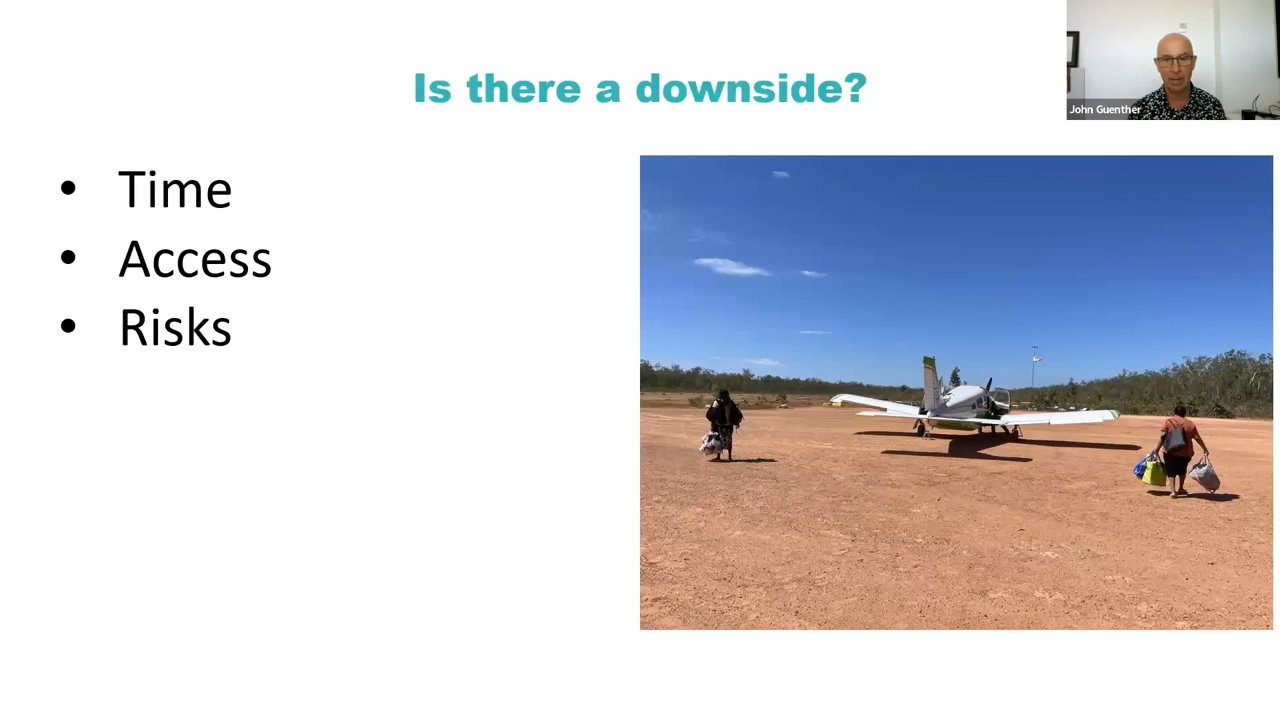 Is there a downside?
John Guenther
• Time
• Access
• Risks